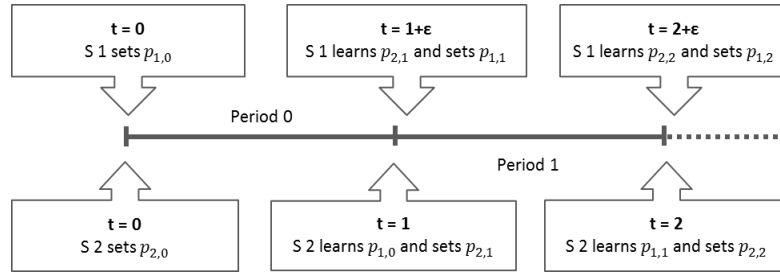 t = 0
S 1 sets p₁,₀
t = 1+ε
S 1 learns p₂,₁ and sets p₁,₁
t = 2+ε
S 1 learns p₂,₂ and sets p₁,₂
Period 0
Period 1
t = 0
S 2 sets p₂,₀
t = 1
S 2 learns p₁,₀ and sets p₂,₁
t = 2
S 2 learns p₁,₁ and sets p₂,₂